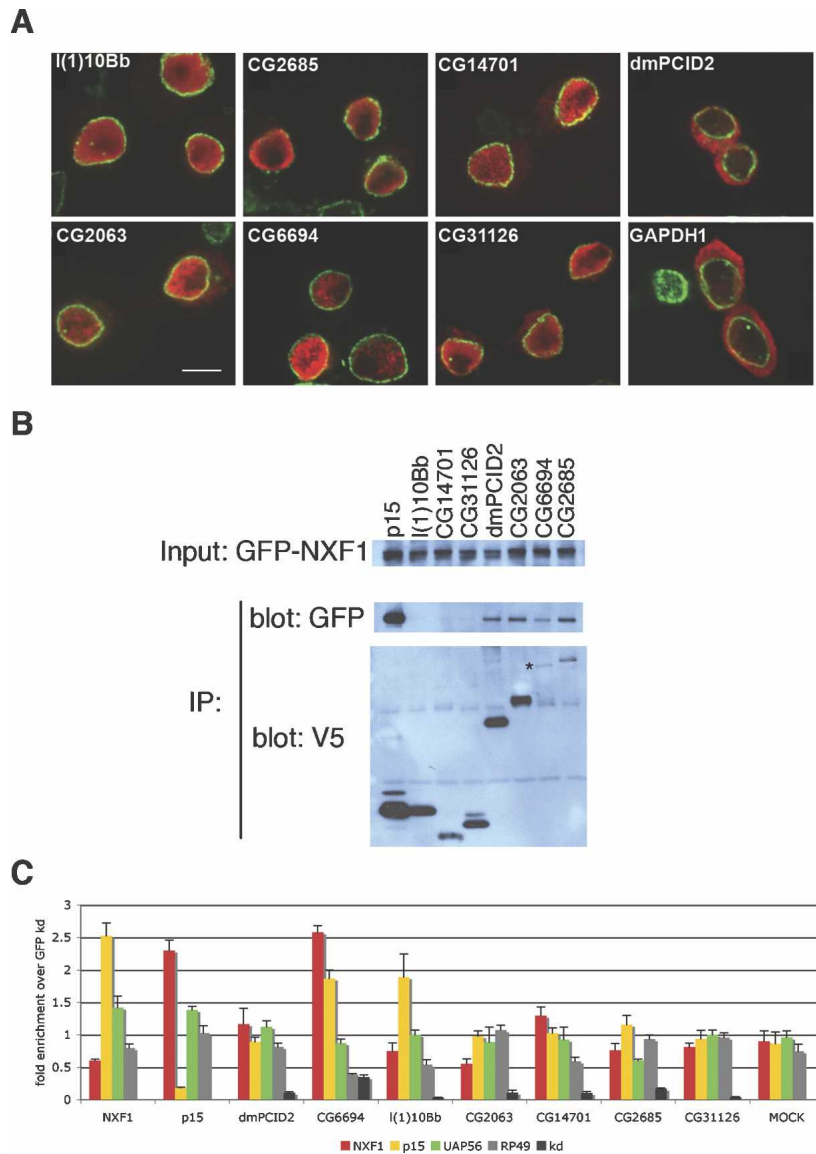 A
l(1)10Bb
CG2685
CG14701
dmPCID2
CG2063
CG6694
CG31126
GAPDH1
B
p15
l(1)10Bb
CG14701
CG31126
dmPCID2
CG2063
CG6694
CG2685
Input: GFP-NXF1
blot: GFP
IP:
*
blot: V5
C
fold enrichment over GFP kd
3
2.5
2
1.5
1
0.5
0
NXF1 p15 dmPCID2 CG6694 l(1)10Bb CG2063 CG14701 CG2685 CG31126 MOCK
NXF1 p15 UAP56 RP49 kd